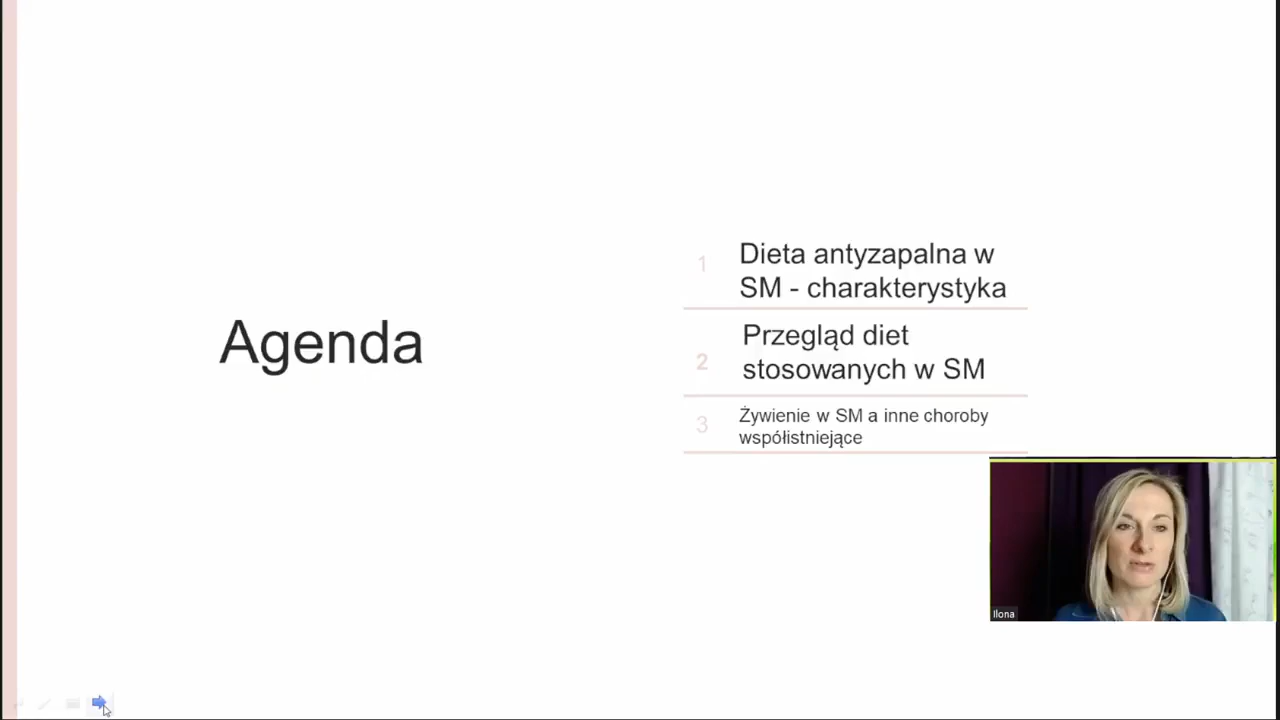 Agenda
1
Dieta antyzapalna w
SM - charakterystyka
2
Przegląd diet
stosowanych w SM
3
Żywienie w SM a inne choroby
współistniejące
Ilona